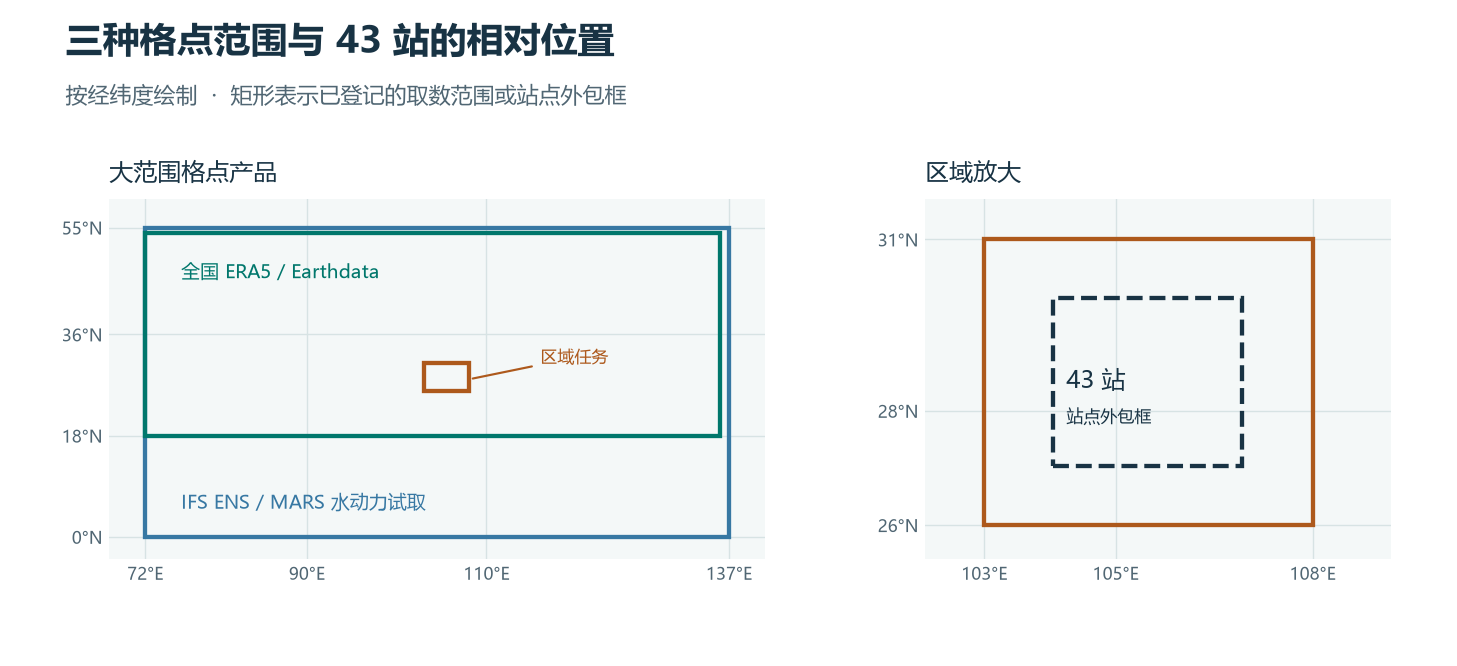 三种格点范围与 43 站的相对位置
按经纬度绘制 · 矩形表示已登记的取数范围或站点外包框
大范围格点产品
55°N
36°N
18°N
0°N
全国 ERA5 / Earthdata
区域任务
IFS ENS / MARS 水动力试取
72°E
90°E
110°E
137°E
区域放大
31°N
28°N
26°N
43 站
站点外包框
103°E
105°E
108°E